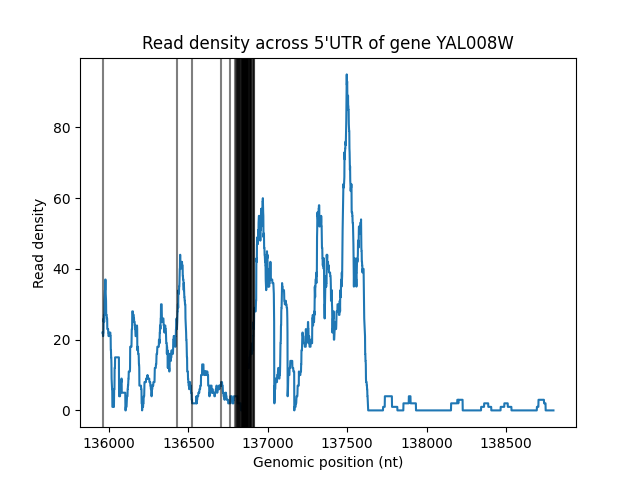 Read density across 5'UTR of gene YAL008W
Read density
80
60
40
20
0
136000 136500 137000 137500 138000 138500
Genomic position (nt)